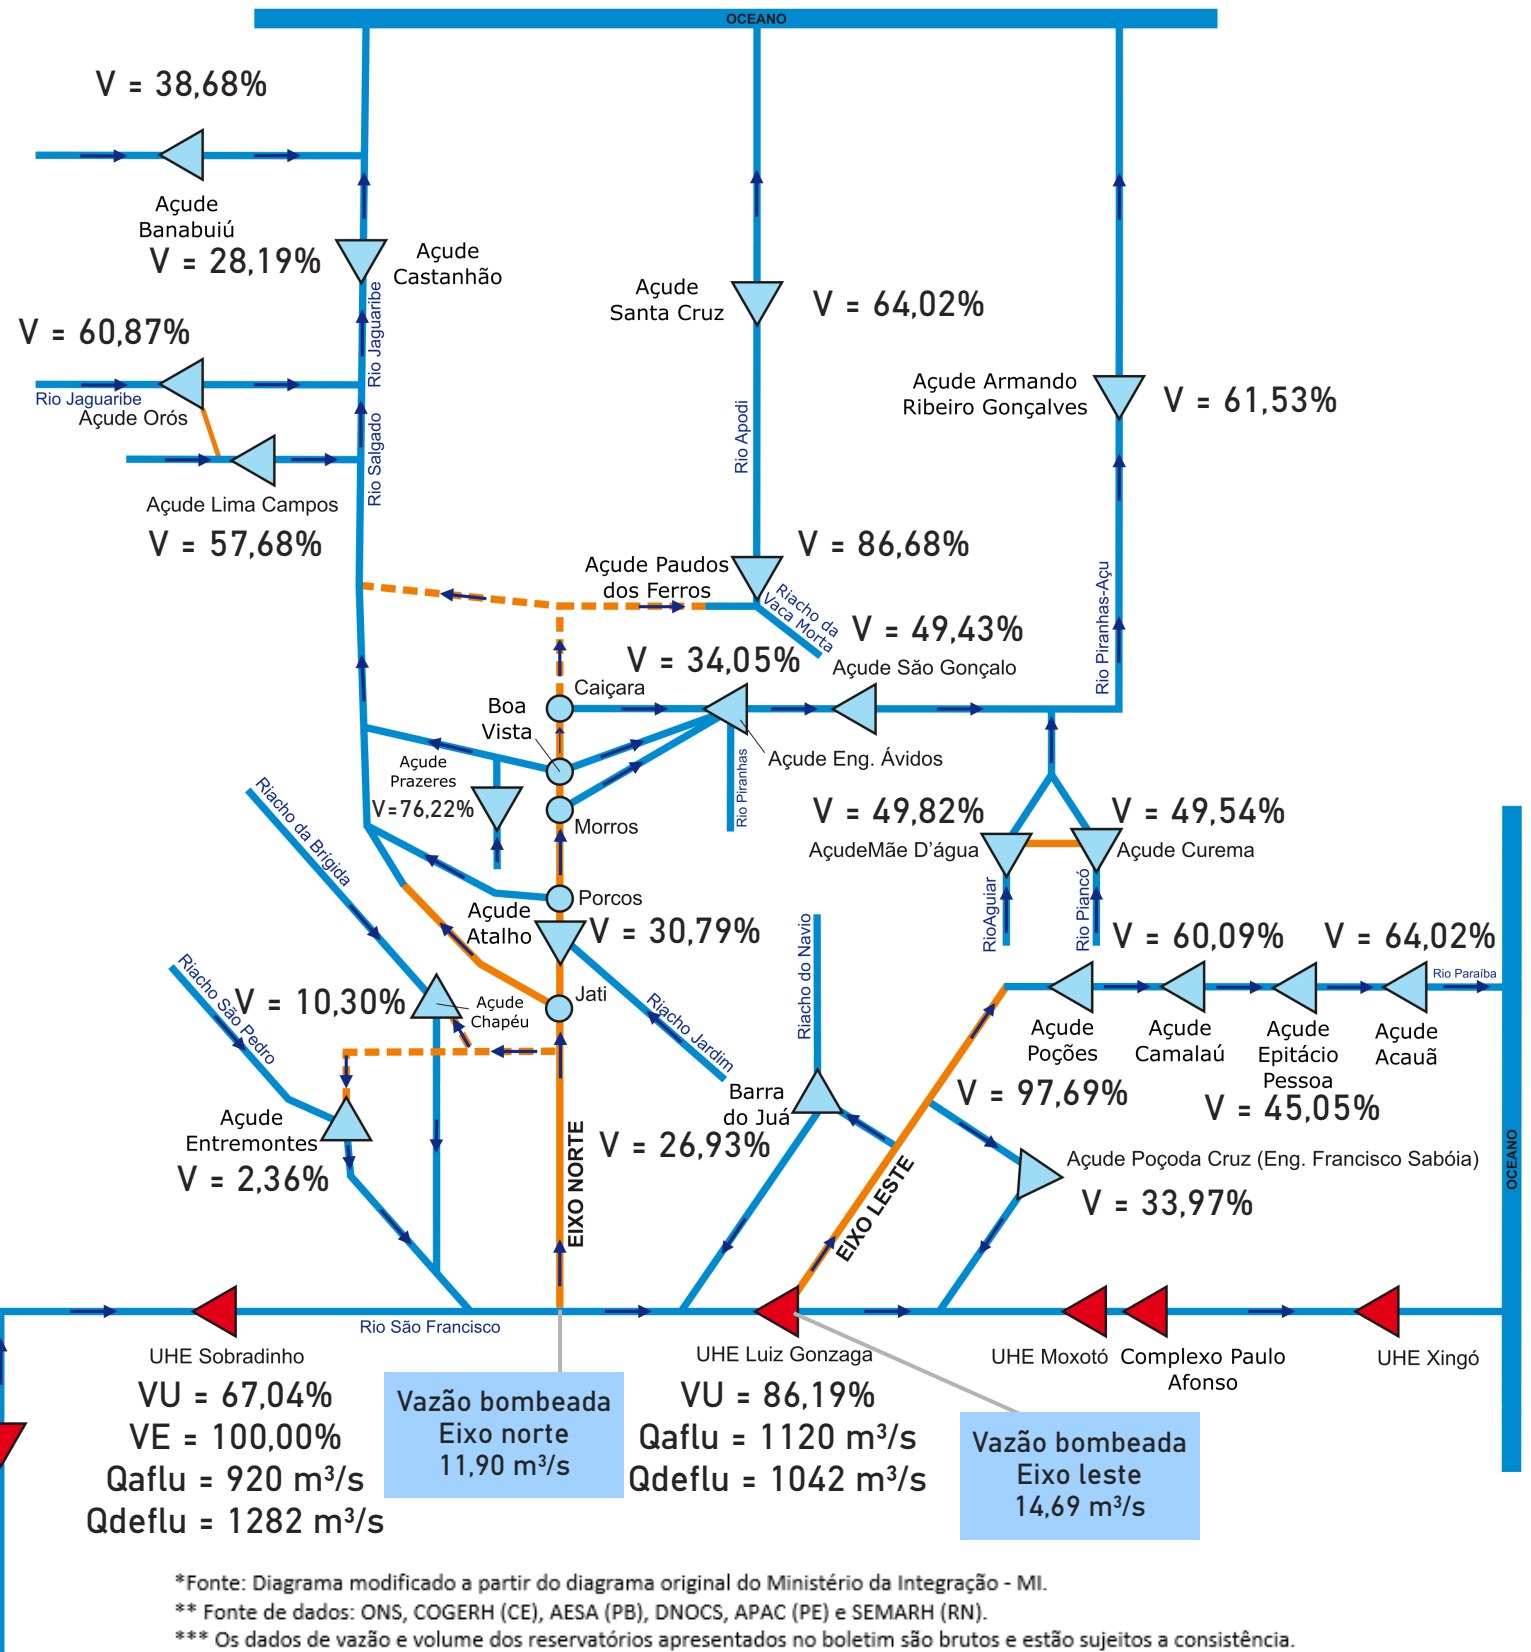 OCEANO
V = 38,68%
Açude
Banabuiú
V = 28,19%
Açude
Castanhão
Rio Jaguaribe
V = 60,87%
Rio Jaguaribe
Açude Orós
Rio Salgado
Açude Lima Campos
V = 57,68%
Açude
Santa Cruz
V = 64,02%
Rio Apodi
Açude Armando
Ribeiro Gonçalves
V = 61,53%
Rio Piranhas-Açu
Açude Paudos
dos Ferros
V = 86,68%
Riacho da
Vaca Morta
V = 49,43%
Açude São Gonçalo
V = 34,05%
Caiçara
Boa
Vista
Açude Eng. Ávidos
Rio Piranhas
Açude
Prazeres
V=76,22%
Morros
Riacho da Brígida
V = 49,82%
AçudeMãe D'água
V = 49,54%
Açude Curema
RioAguiar
Rio Piancó
Porcos
Açude
Atalho
V = 30,79%
Jati
Riacho Jardim
Riacho São Pedro
V = 10,30%
Açude
Chapéu
Açude
Entremontes
V = 2,36%
Riacho do Navio
Barra
do Juá
V = 26,93%
EIXO NORTE
EIXO LESTE
V = 60,09%
V = 64,02%
Rio Paraíba
Açude
Poções
Açude
Camalaú
Açude
Epitácio
Pessoa
Açude
Acauã
V = 97,69%
V = 45,05%
Açude Poçoda Cruz (Eng. Francisco Sabóia)
V = 33,97%
OCEANO
Rio São Francisco
UHE Sobradinho
VU = 67,04%
VE = 100,00%
Qaflu = 920 m³/s
Qdeflu = 1282 m³/s
Vazão bombeada
Eixo norte
11,90 m³/s
UHE Luiz Gonzaga
VU = 86,19%
Qaflu = 1120 m³/s
Qdeflu = 1042 m³/s
Vazão bombeada
Eixo leste
14,69 m³/s
UHE Moxotó
Complexo Paulo
Afonso
UHE Xingó
*Fonte: Diagrama modificado a partir do diagrama original do Ministério da Integração - MI.
** Fonte de dados: ONS, COGERH (CE), AESA (PB), DNOCS, APAC (PE) e SEMARH (RN).
*** Os dados de vazão e volume dos reservatórios apresentados no boletim são brutos e estão sujeitos a consistência.